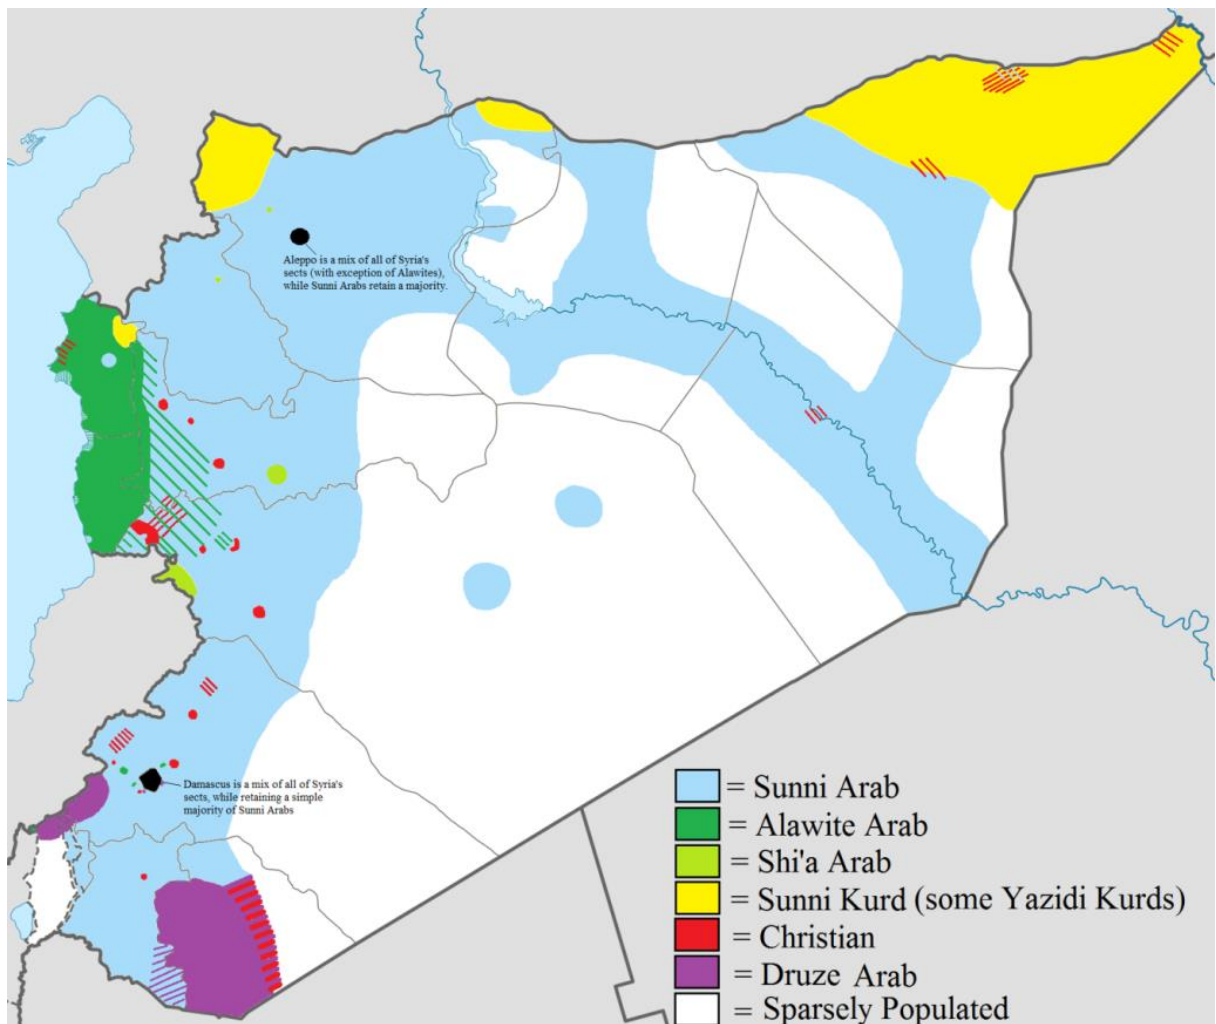 Aleppo is a mix of all of Syria's
sects (with exception of Alawites),
while Sunni Arabs retain a majority.
Damascus is a mix of all of Syria's
sects, while retaining a simple
majority of Sunni Arabs
= Sunni Arab
= Alawite Arab
= Shi'a Arab
= Sunni Kurd (some Yazidi Kurds)
= Christian
= Druze Arab
= Sparsely Populated